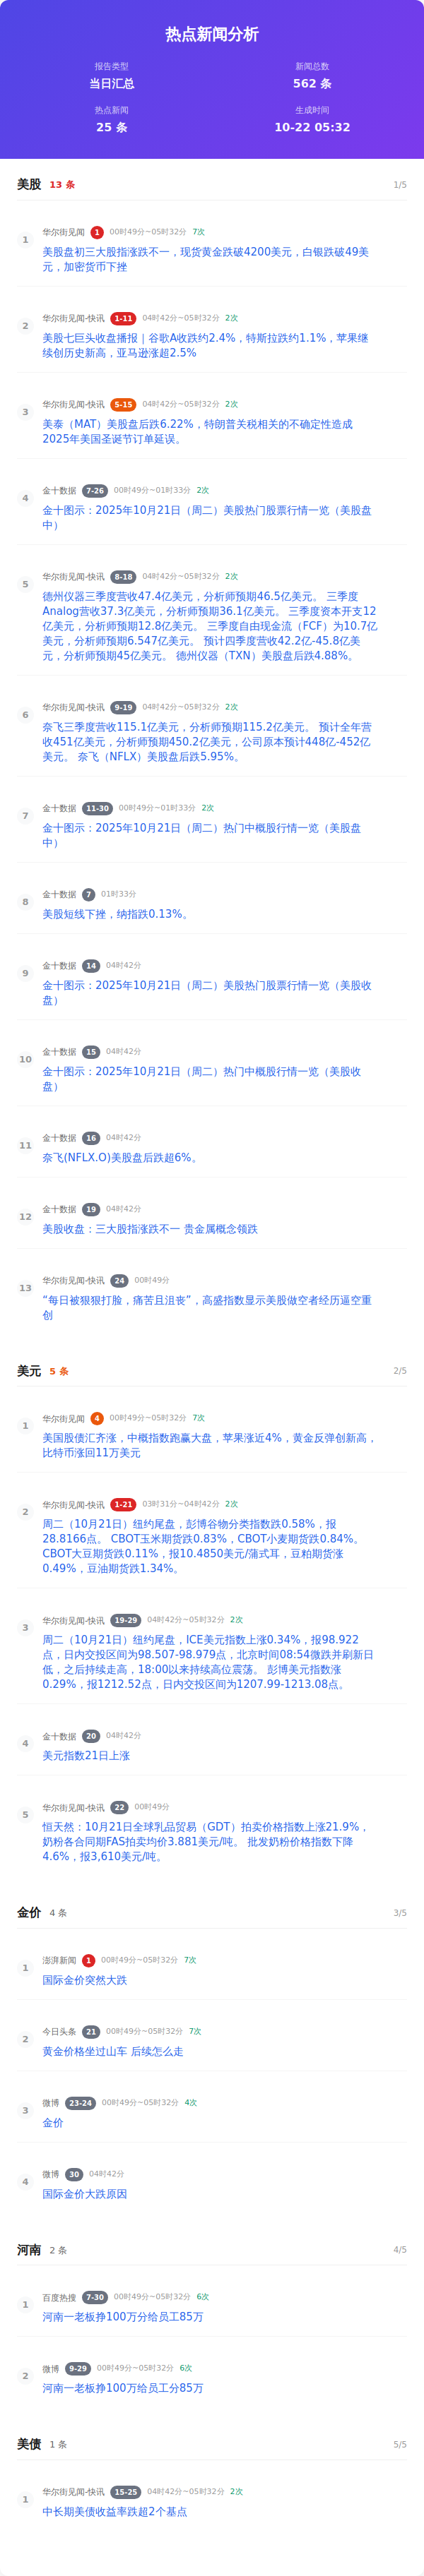 热点新闻分析
报告类型
新闻总数
当日汇总
562 条
热点新闻
生成时间
25 条
10-22 05:32
美股 13 条 1/5
1 华尔街见闻 1 00时49分~05时32分 7次
美股盘初三大股指涨跌不一，现货黄金跌破4200美元，白银跌破49美
元，加密货币下挫
2 华尔街见闻-快讯 1-11 04时42分~05时32分 2次
美股七巨头收盘播报｜谷歌A收跌约2.4%，特斯拉跌约1.1%，苹果继
续创历史新高，亚马逊涨超2.5%
3 华尔街见闻-快讯 5-15 04时42分~05时32分 2次
美泰（MAT）美股盘后跌6.22%，特朗普关税相关的不确定性造成
2025年美国圣诞节订单延误。
4 金十数据 7-26 00时49分~01时33分 2次
金十图示：2025年10月21日（周二）美股热门股票行情一览（美股盘
中）
5 华尔街见闻-快讯 8-18 04时42分~05时32分 2次
德州仪器三季度营收47.4亿美元，分析师预期46.5亿美元。 三季度
Analog营收37.3亿美元，分析师预期36.1亿美元。 三季度资本开支12
亿美元，分析师预期12.8亿美元。 三季度自由现金流（FCF）为10.7亿
美元，分析师预期6.547亿美元。 预计四季度营收42.2亿-45.8亿美
元，分析师预期45亿美元。 德州仪器（TXN）美股盘后跌4.88%。
6 华尔街见闻-快讯 9-19 04时42分~05时32分 2次
奈飞三季度营收115.1亿美元，分析师预期115.2亿美元。 预计全年营
收451亿美元，分析师预期450.2亿美元，公司原本预计448亿-452亿
美元。 奈飞（NFLX）美股盘后跌5.95%。
7 金十数据 11-30 00时49分~01时33分 2次
金十图示：2025年10月21日（周二）热门中概股行情一览（美股盘
中）
8 金十数据 7 01时33分
美股短线下挫，纳指跌0.13%。
9 金十数据 14 04时42分
金十图示：2025年10月21日（周二）美股热门股票行情一览（美股收
盘）
10 金十数据 15 04时42分
金十图示：2025年10月21日（周二）热门中概股行情一览（美股收
盘）
11 金十数据 16 04时42分
奈飞(NFLX.O)美股盘后跌超6%。
12 金十数据 19 04时42分
美股收盘：三大股指涨跌不一 贵金属概念领跌
13 华尔街见闻-快讯 24 00时49分
“每日被狠狠打脸，痛苦且沮丧”，高盛指数显示美股做空者经历逼空重
创
美元 5 条 2/5
1 华尔街见闻 4 00时49分~05时32分 7次
美国股债汇齐涨，中概指数跑赢大盘，苹果涨近4%，黄金反弹创新高，
比特币涨回11万美元
2 华尔街见闻-快讯 1-21 03时31分~04时42分 2次
周二（10月21日）纽约尾盘，彭博谷物分类指数跌0.58%，报
28.8166点。 CBOT玉米期货跌0.83%，CBOT小麦期货跌0.84%。
CBOT大豆期货跌0.11%，报10.4850美元/蒲式耳，豆粕期货涨
0.49%，豆油期货跌1.34%。
3 华尔街见闻-快讯 19-29 04时42分~05时32分 2次
周二（10月21日）纽约尾盘，ICE美元指数上涨0.34%，报98.922
点，日内交投区间为98.507-98.979点，北京时间08:54微跌并刷新日
低，之后持续走高，18:00以来持续高位震荡。 彭博美元指数涨
0.29%，报1212.52点，日内交投区间为1207.99-1213.08点。
4 金十数据 20 04时42分
美元指数21日上涨
5 华尔街见闻-快讯 22 00时49分
恒天然：10月21日全球乳品贸易（GDT）拍卖价格指数上涨21.9%，
奶粉各合同期FAS拍卖均价3.881美元/吨。 批发奶粉价格指数下降
4.6%，报3,610美元/吨。
金价 4 条 3/5
1 澎湃新闻 1 00时49分~05时32分 7次
国际金价突然大跌
2 今日头条 21 00时49分~05时32分 7次
黄金价格坐过山车 后续怎么走
3 微博 23-24 00时49分~05时32分 4次
金价
4 微博 30 04时42分
国际金价大跌原因
河南 2 条 4/5
1 百度热搜 7-30 00时49分~05时32分 6次
河南一老板挣100万分给员工85万
2 微博 9-29 00时49分~05时32分 6次
河南一老板挣100万给员工分85万
美债 1 条 5/5
1 华尔街见闻-快讯 15-25 04时42分~05时32分 2次
中长期美债收益率跌超2个基点